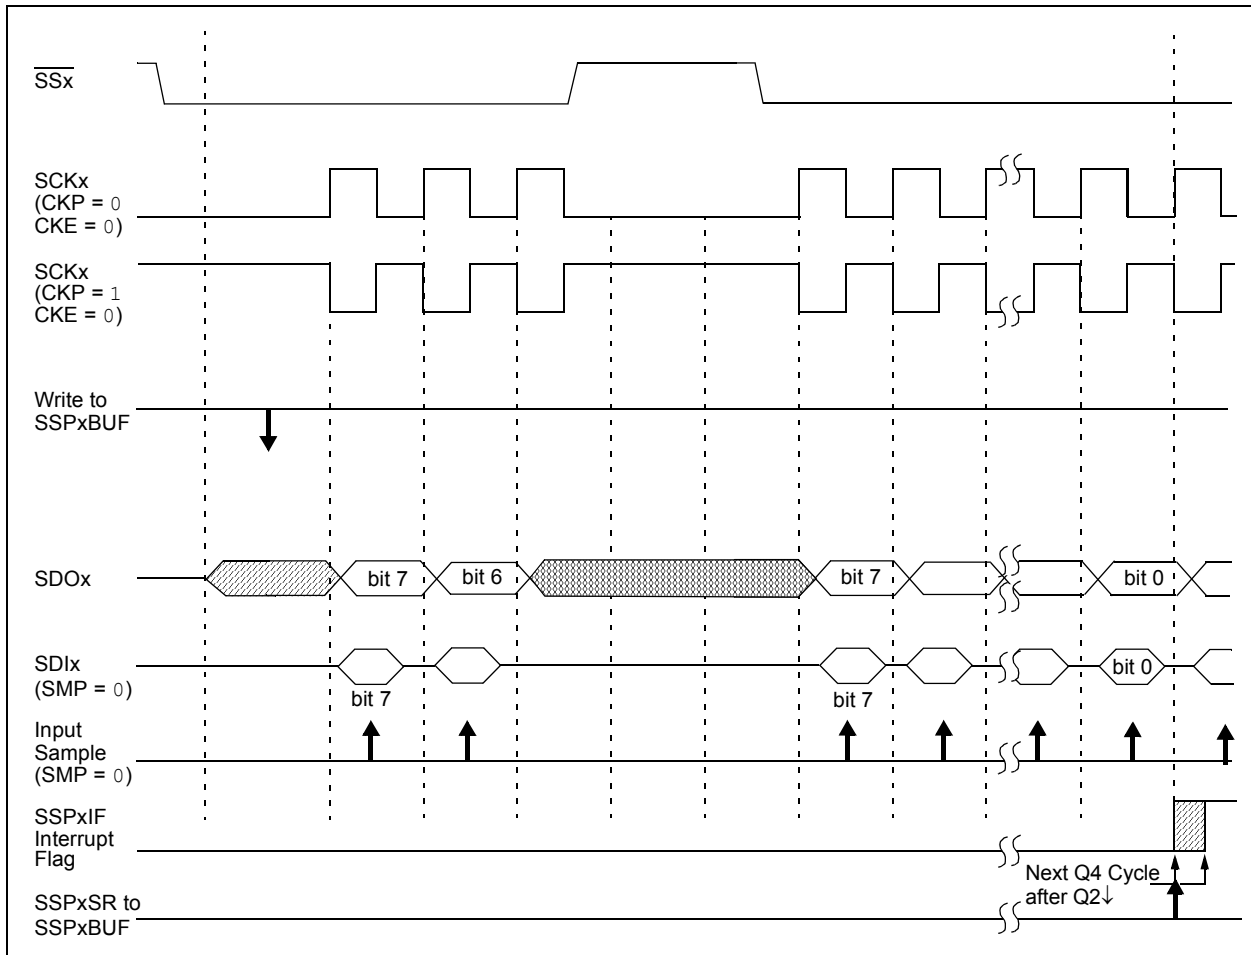 SSx
SCKx
(CKP = 0
CKE = 0)
SCKx
(CKP = 1
CKE = 0)
Write to
SSPxBUF
SDOx
bit 7
bit 6
bit 7
bit 0
SDIx
(SMP = 0)
bit 7
bit 7
bit 0
Input
Sample
(SMP = 0)
SSPxIF
Interrupt
Flag
Next Q4 Cycle
after Q2↓
SSPxSR to
SSPxBUF